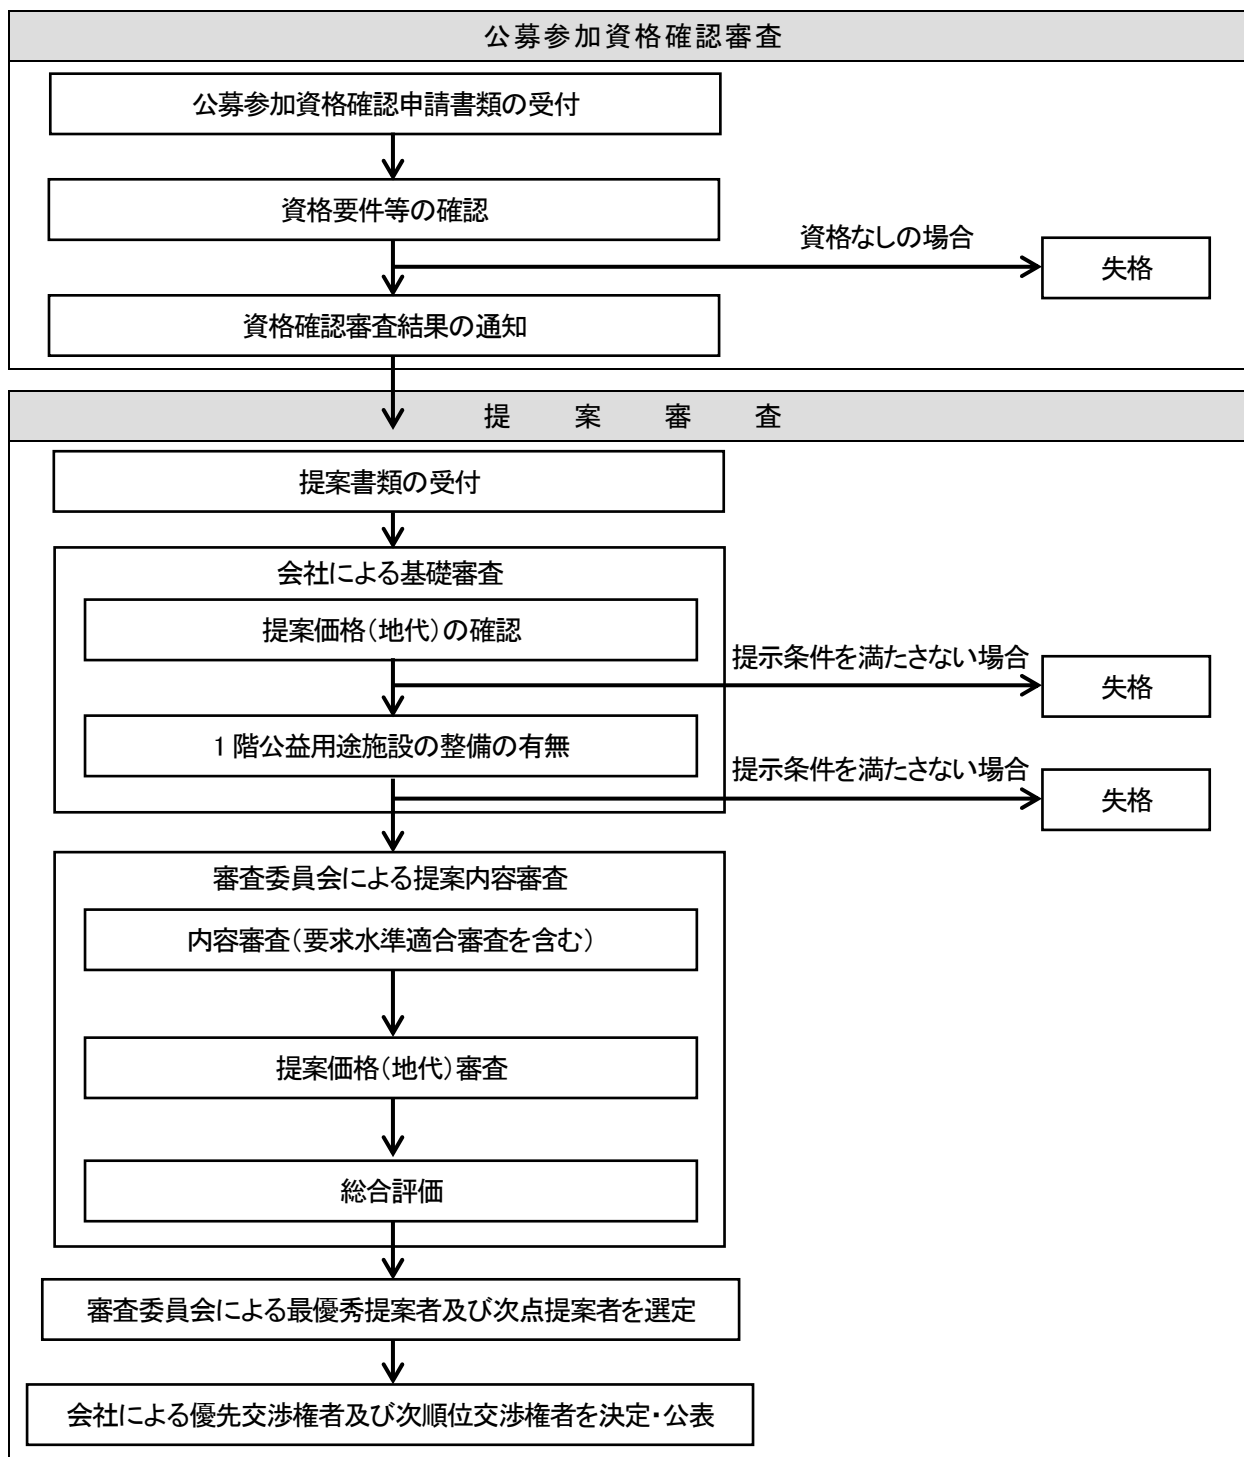 公募参加資格確認審査
公募参加資格確認申請書類の受付
資格要件等の確認
資格なしの場合
失格
資格確認審査結果の通知
提案審査
提案書類の受付
会社による基礎審査
提案価格(地代)の確認
提示条件を満たさない場合
失格
1階公益用途施設の整備の有無
提示条件を満たさない場合
失格
審査委員会による提案内容審査
内容審査(要求水準適合審査を含む)
提案価格(地代)審査
総合評価
審査委員会による最優秀提案者及び次点提案者を選定
会社による優先交渉権者及び次順位交渉権者を決定・公表